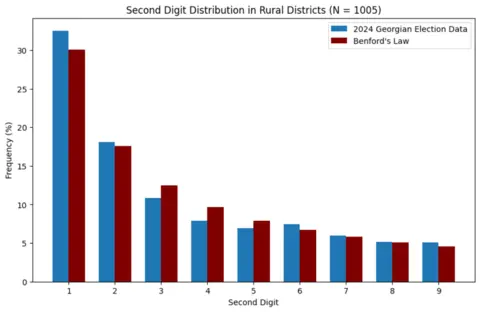 Second Digit Distribution in Rural Districts (N = 1005)
2024 Georgian Election Data
Benford's Law
Frequency (%)
30
25
20
15
10
5
0
1 2 3 4 5 6 7 8 9
Second Digit